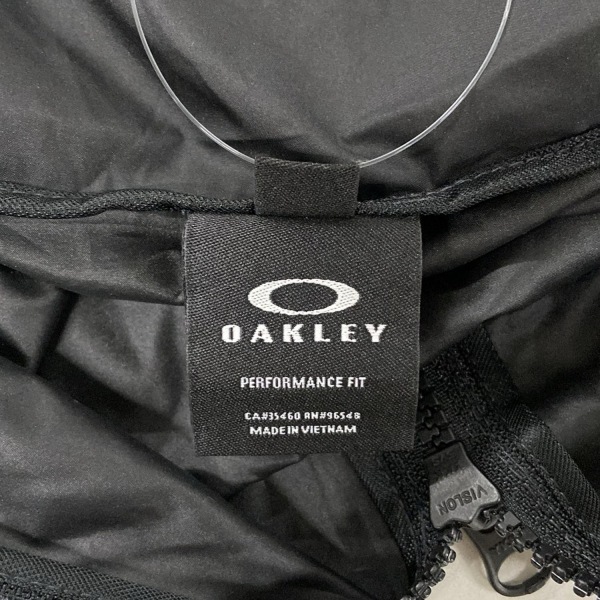 OAKLEY
PERFORMANCE FIT
CA#35460 RN#96548
MADE IN VIETNAM
VISLON